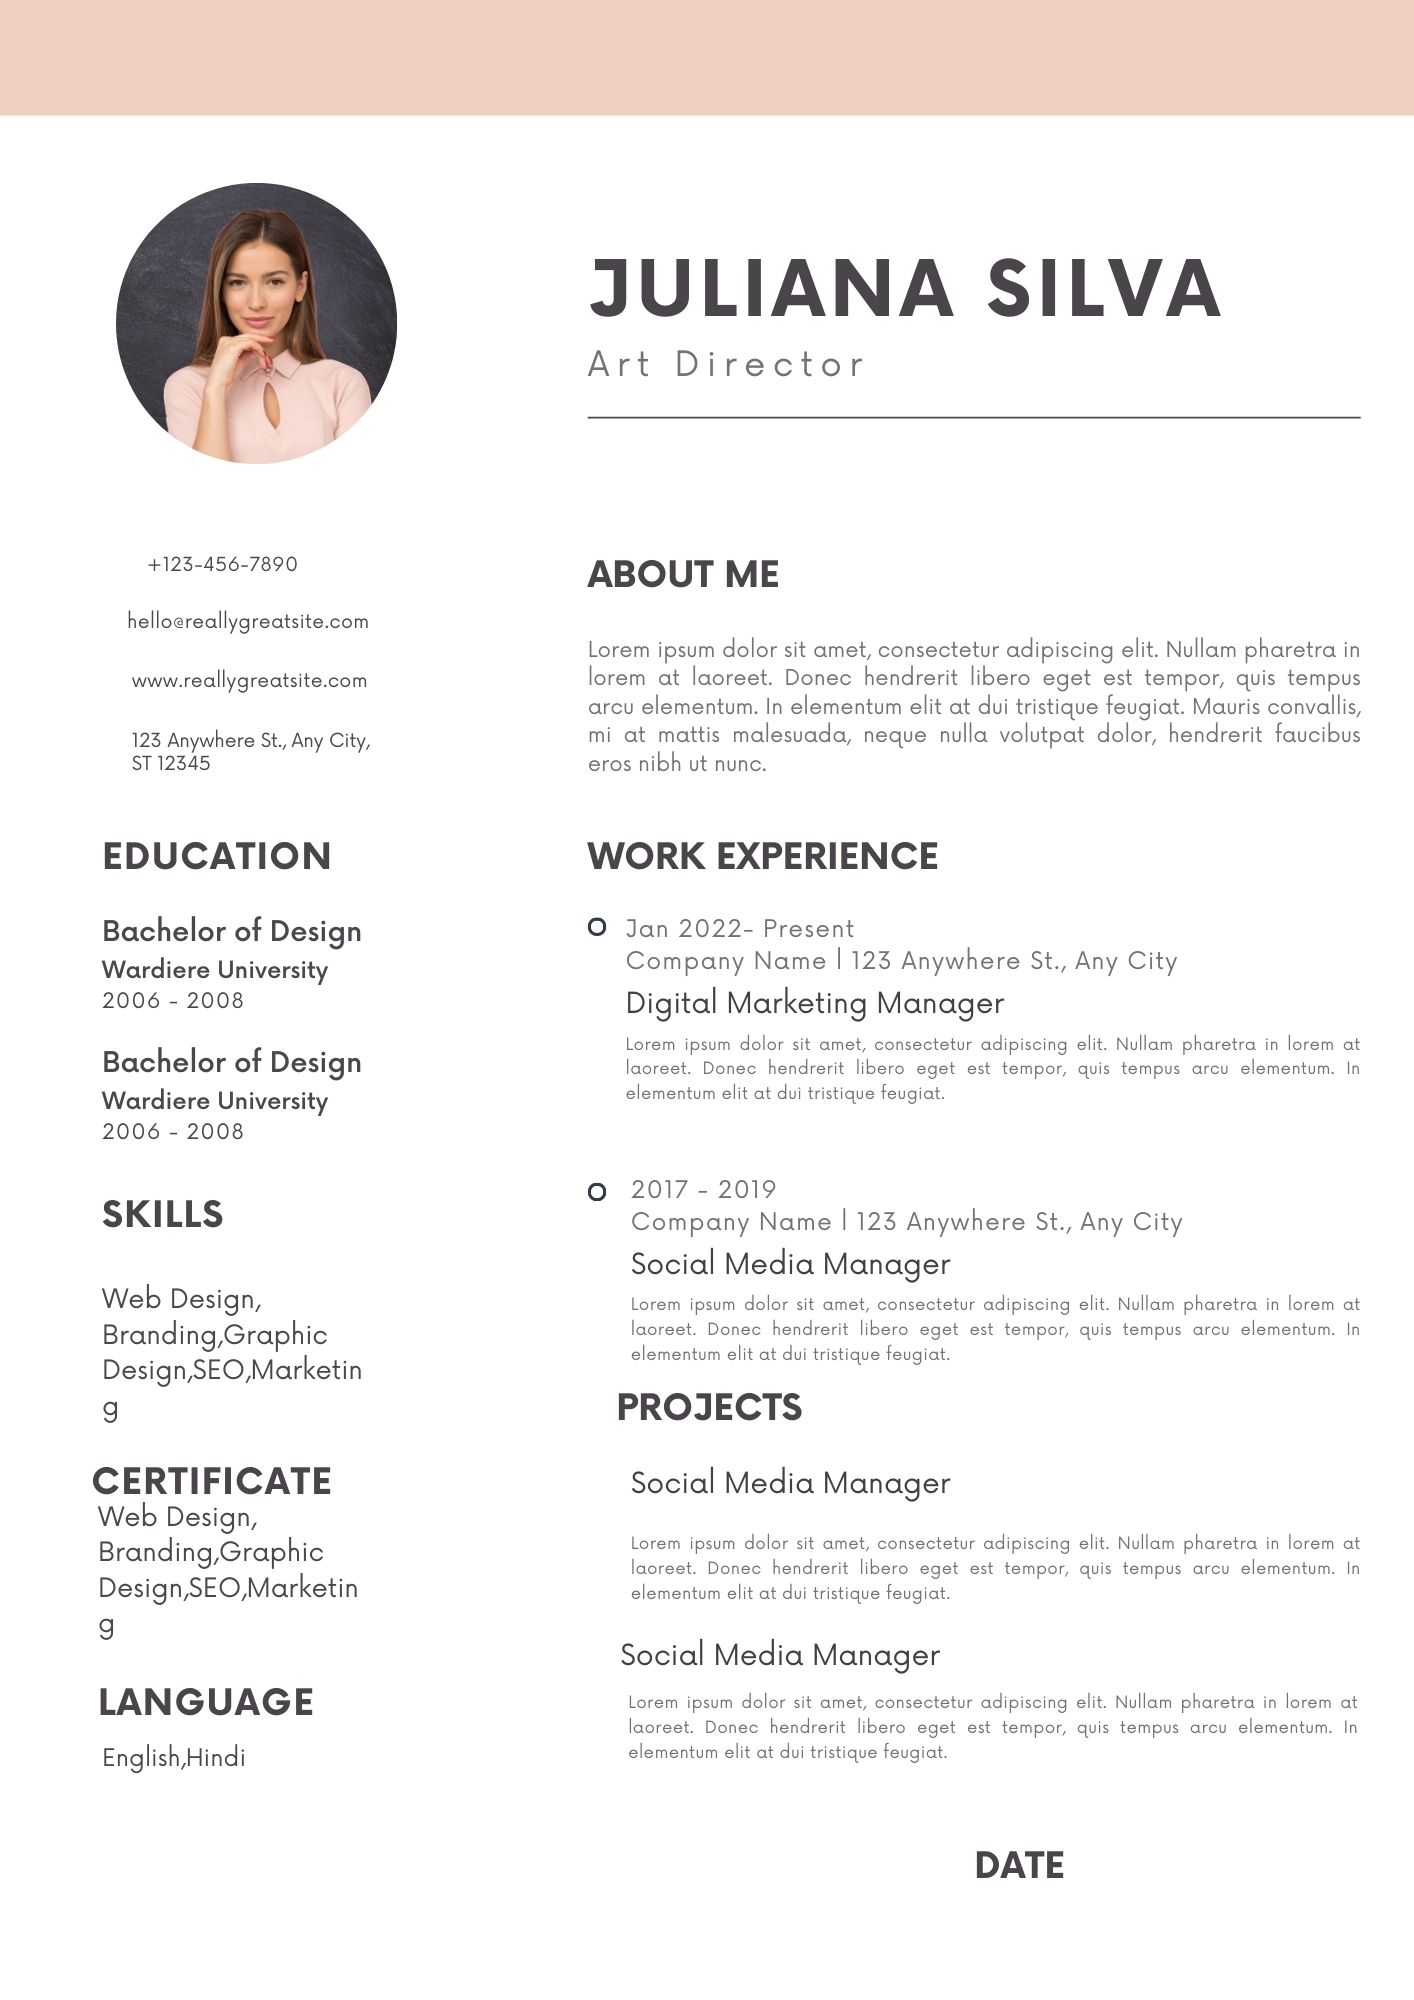 JULIANA SILVA
Art Director
+123-456-7890
hello@reallygreatsite.com
www.reallygreatsite.com
123 Anywhere St., Any City,
ST 12345
EDUCATION
Bachelor of Design
Wardiere University
2006 - 2008
Bachelor of Design
Wardiere University
2006 - 2008
SKILLS
Web Design,
Branding,Graphic
Design,SEO,Marketin
g
CERTIFICATE
Web Design,
Branding,Graphic
Design,SEO,Marketin
g
LANGUAGE
English,Hindi
ABOUT ME
Lorem ipsum dolor sit amet, consectetur adipiscing elit. Nullam pharetra in
lorem at laoreet. Donec hendrerit libero eget est tempor, quis tempus
arcu elementum. In elementum elit at dui tristique feugiat. Mauris convallis,
mi at mattis malesuada, neque nulla volutpat dolor, hendrerit faucibus
eros nibh ut nunc.
WORK EXPERIENCE
Jan 2022- Present
Company Name l 123 Anywhere St., Any City
Digital Marketing Manager
Lorem ipsum dolor sit amet, consectetur adipiscing elit. Nullam pharetra in lorem at
laoreet. Donec hendrerit libero eget est tempor, quis tempus arcu elementum. In
elementum elit at dui tristique feugiat.
2017 - 2019
Company Name l 123 Anywhere St., Any City
Social Media Manager
Lorem ipsum dolor sit amet, consectetur adipiscing elit. Nullam pharetra in lorem at
laoreet. Donec hendrerit libero eget est tempor, quis tempus arcu elementum. In
elementum elit at dui tristique feugiat.
PROJECTS
Social Media Manager
Lorem ipsum dolor sit amet, consectetur adipiscing elit. Nullam pharetra in lorem at
laoreet. Donec hendrerit libero eget est tempor, quis tempus arcu elementum. In
elementum elit at dui tristique feugiat.
Social Media Manager
Lorem ipsum dolor sit amet, consectetur adipiscing elit. Nullam pharetra in lorem at
laoreet. Donec hendrerit libero eget est tempor, quis tempus arcu elementum. In
elementum elit at dui tristique feugiat.
DATE